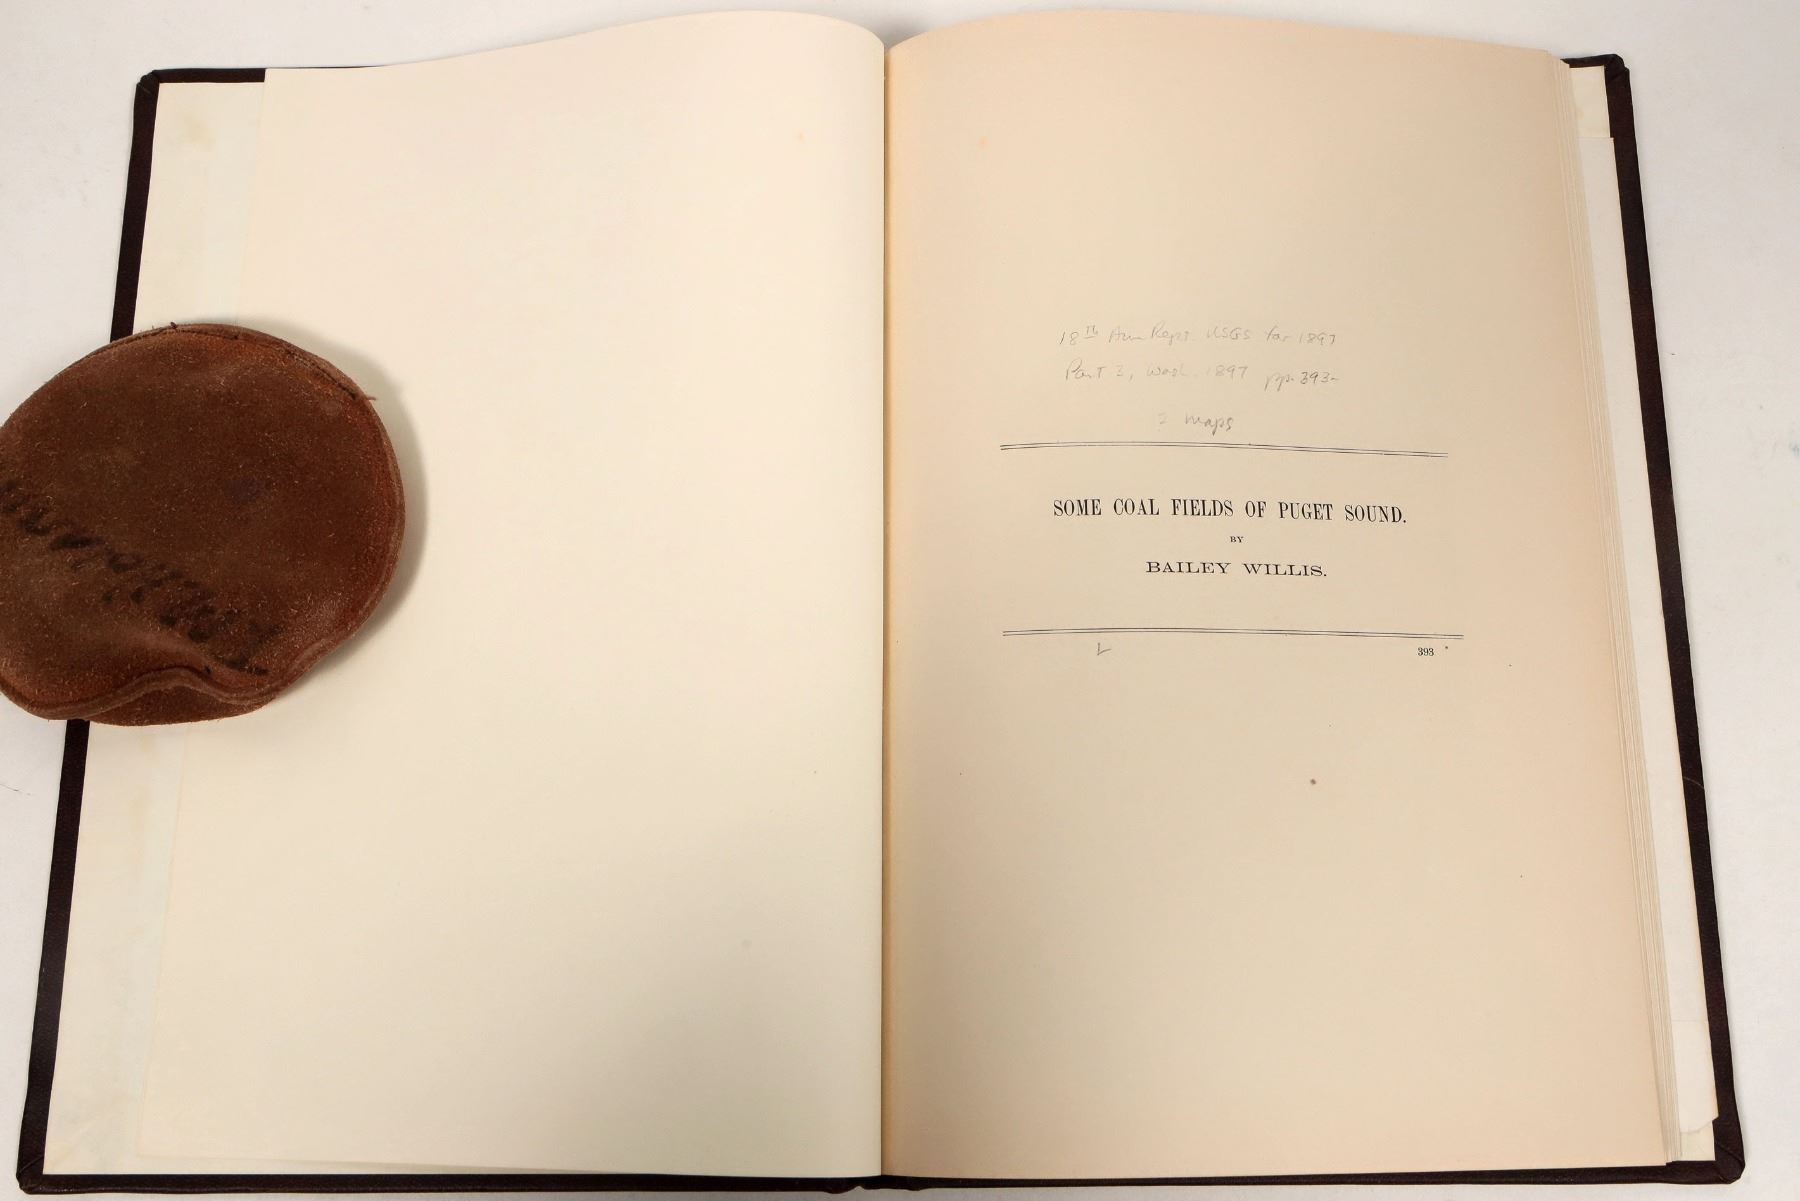 18th Ann Rept. USGS for 1897
Part 3, Wash. 1897 pp. 393-
maps
SOME COAL FIELDS OF PUGET SOUND.
BY
BAILEY WILLIS.
393